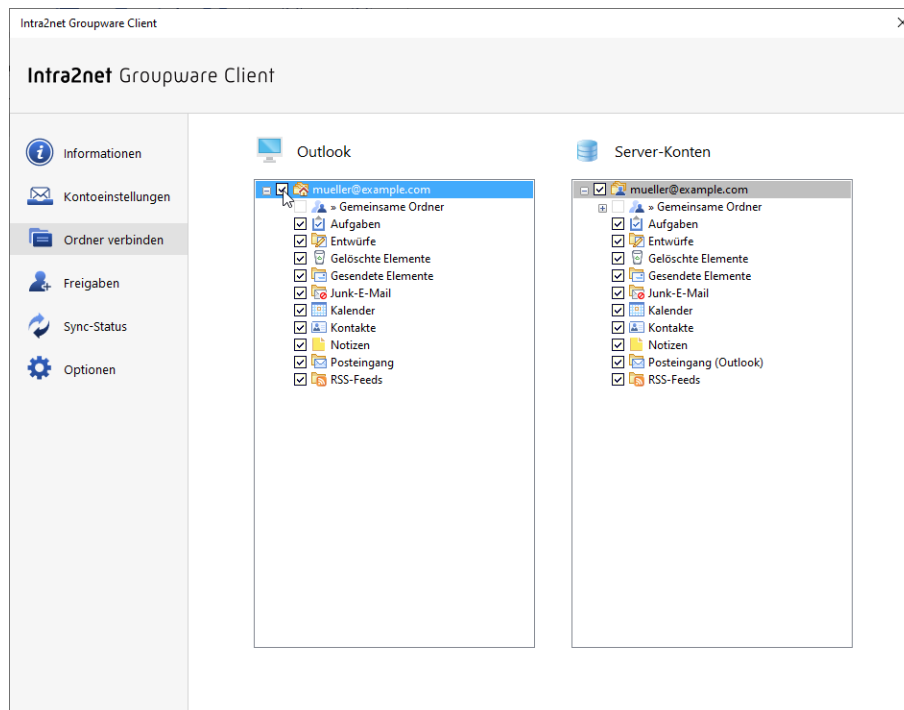 Intra2net Groupware Client
Intra2net Groupware Client
Informationen
Kontoeinstellungen
Ordner verbinden
Freigaben
Sync-Status
Optionen
Outlook
mueller@example.com
» Gemeinsame Ordner
Aufgaben
Entwürfe
Gelöschte Elemente
Gesendete Elemente
Junk-E-Mail
Kalender
Kontakte
Notizen
Posteingang
RSS-Feeds
Server-Konten
mueller@example.com
» Gemeinsame Ordner
Aufgaben
Entwürfe
Gelöschte Elemente
Gesendete Elemente
Junk-E-Mail
Kalender
Kontakte
Notizen
Posteingang (Outlook)
RSS-Feeds